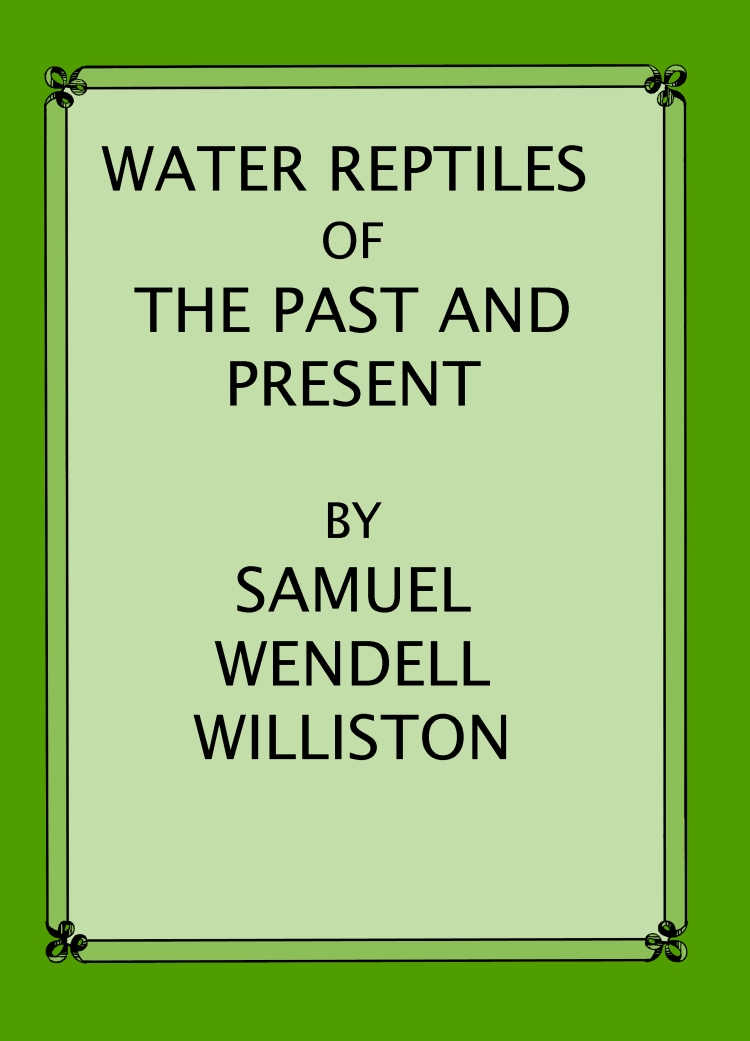 WATER REPTILES
OF
THE PAST AND
PRESENT
BY
SAMUEL
WENDELL
WILLISTON